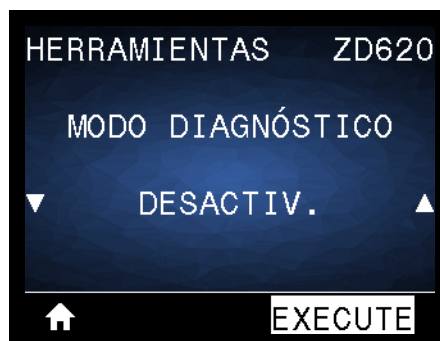 HERRAMIENTAS ZD620
MODO DIAGNÓSTICO
DESACTIV.
EXECUTE